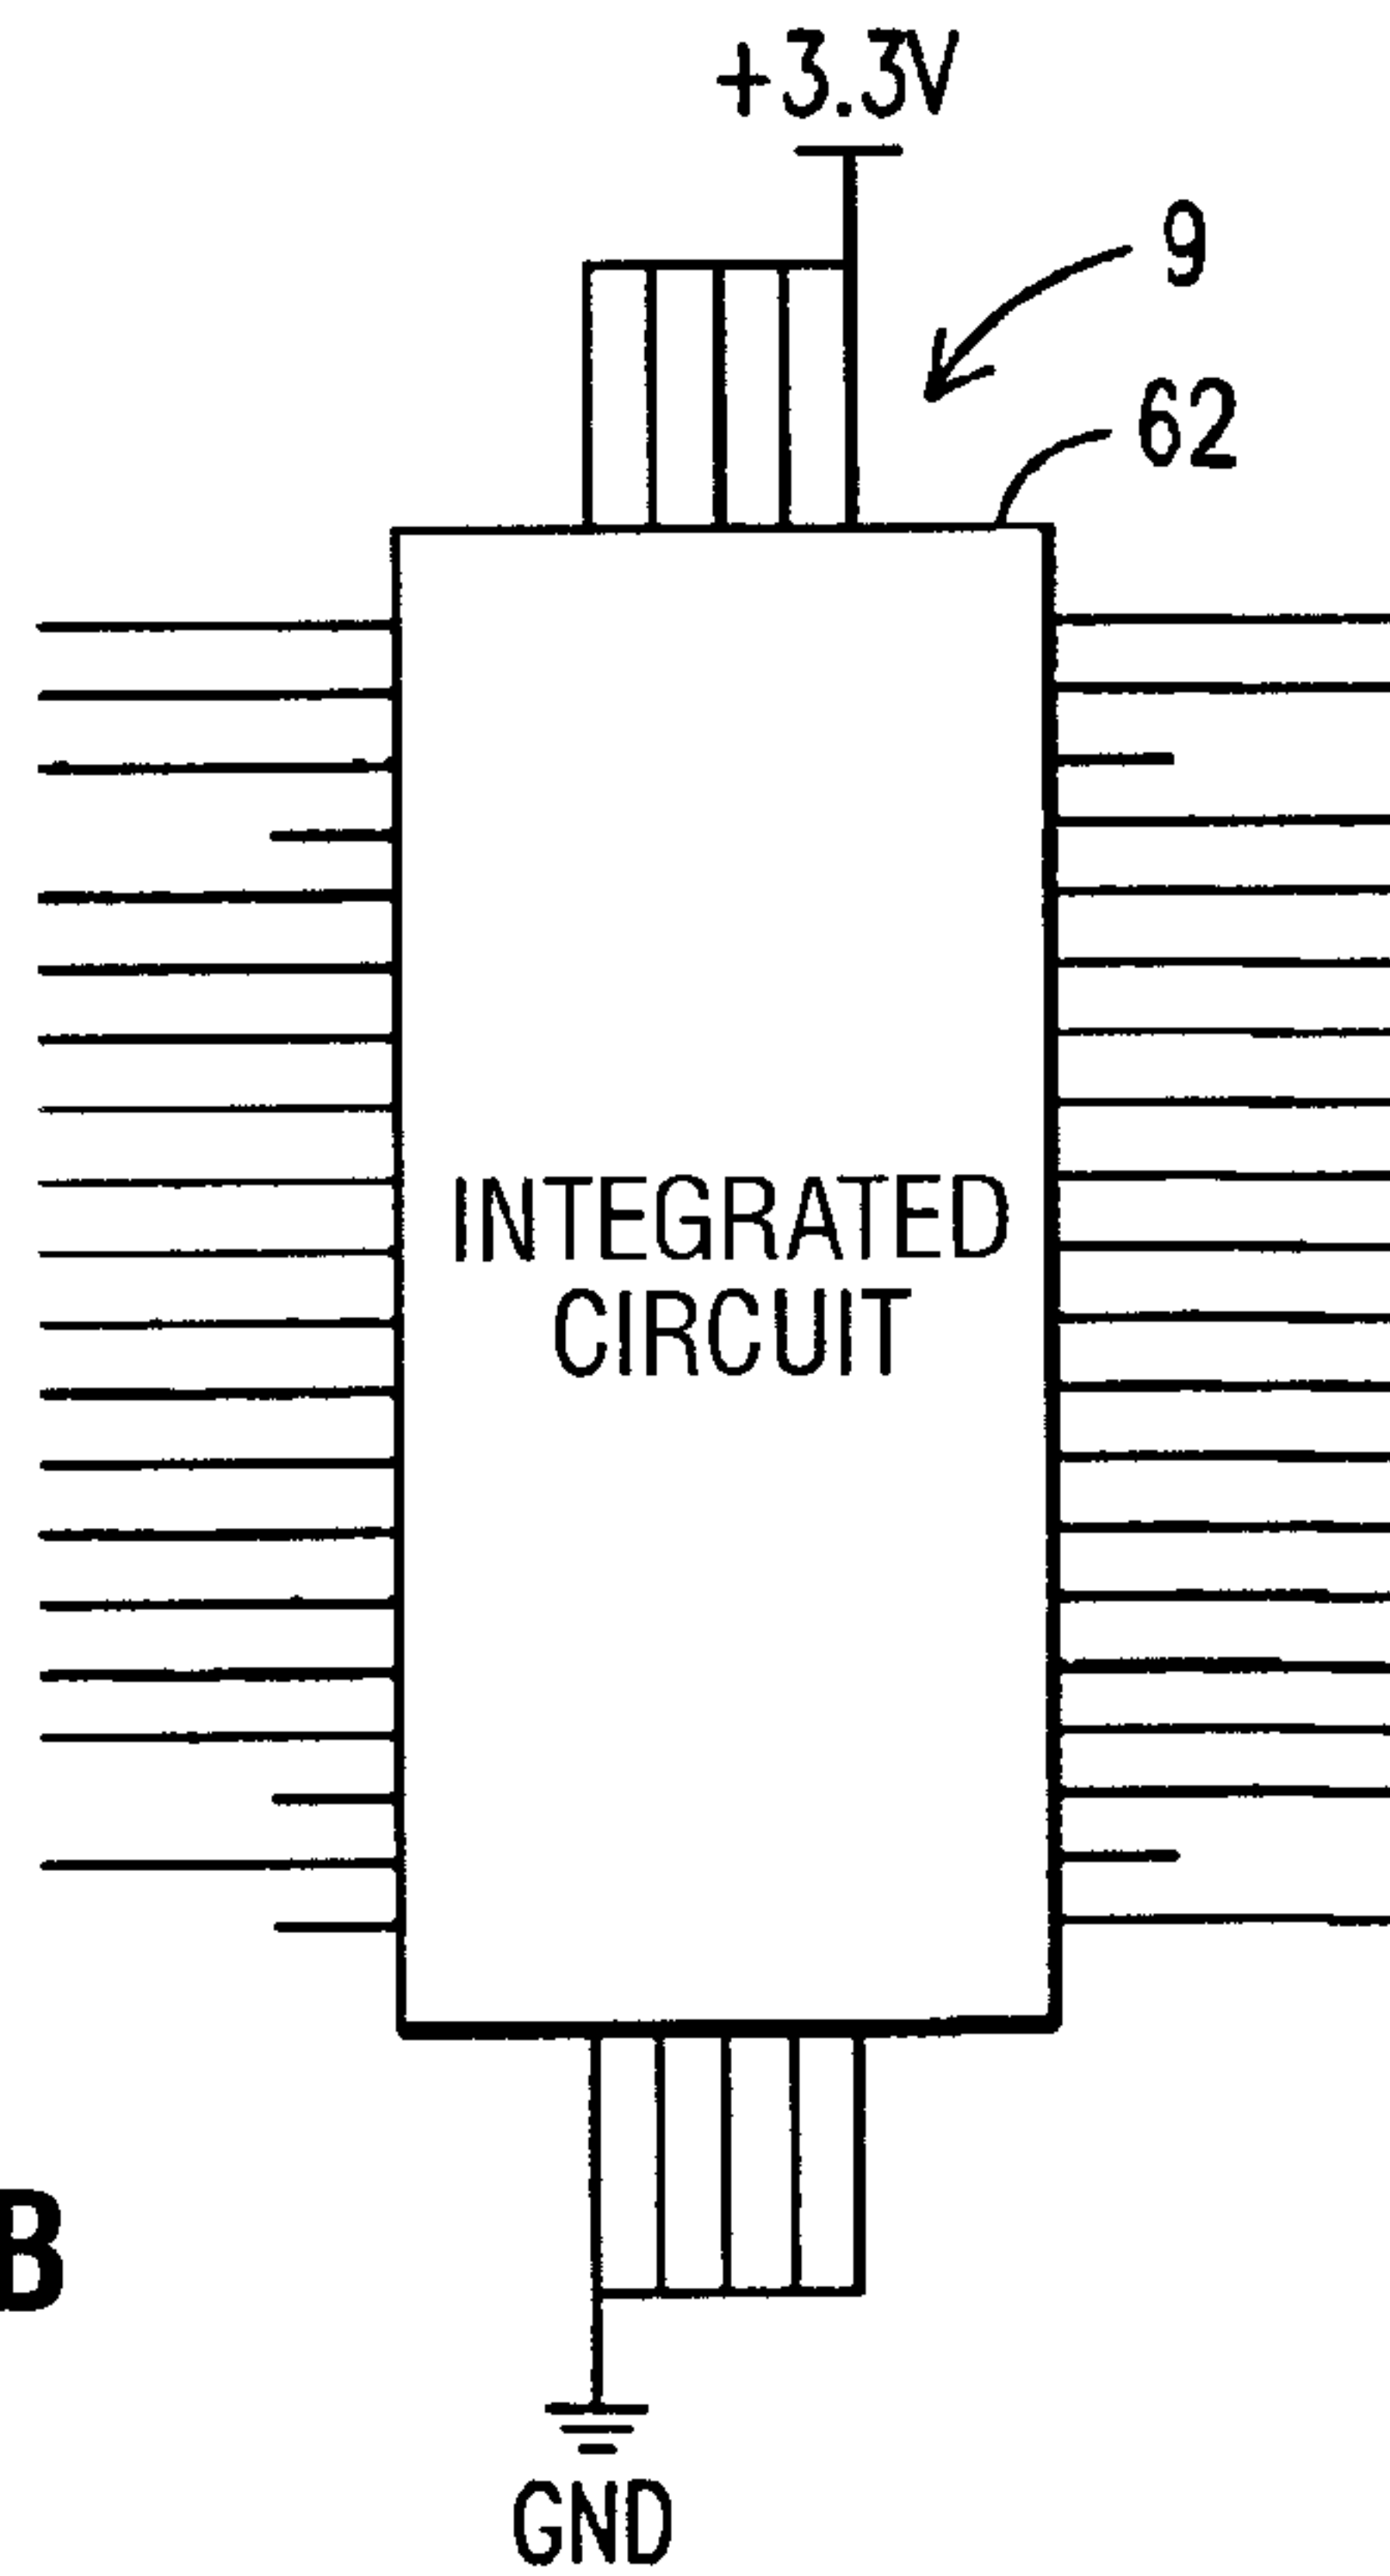 +3.3V
9
62
INTEGRATED
CIRCUIT
B
GND